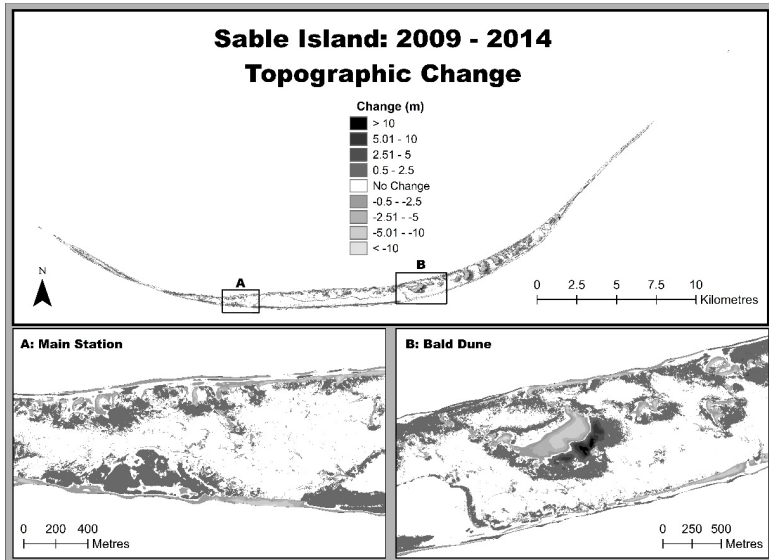 Sable Island: 2009 - 2014
Topographic Change
Change (m)
> 10
5.01 - 10
2.51 - 5
0.5 - 2.5
No Change
-0.5 - -2.5
-2.51 - -5
-5.01 - -10
< -10
N
A
B
0 2.5 5 7.5 10
Kilometres
A: Main Station
0 200 400
Metres
B: Bald Dune
0 250 500
Metres